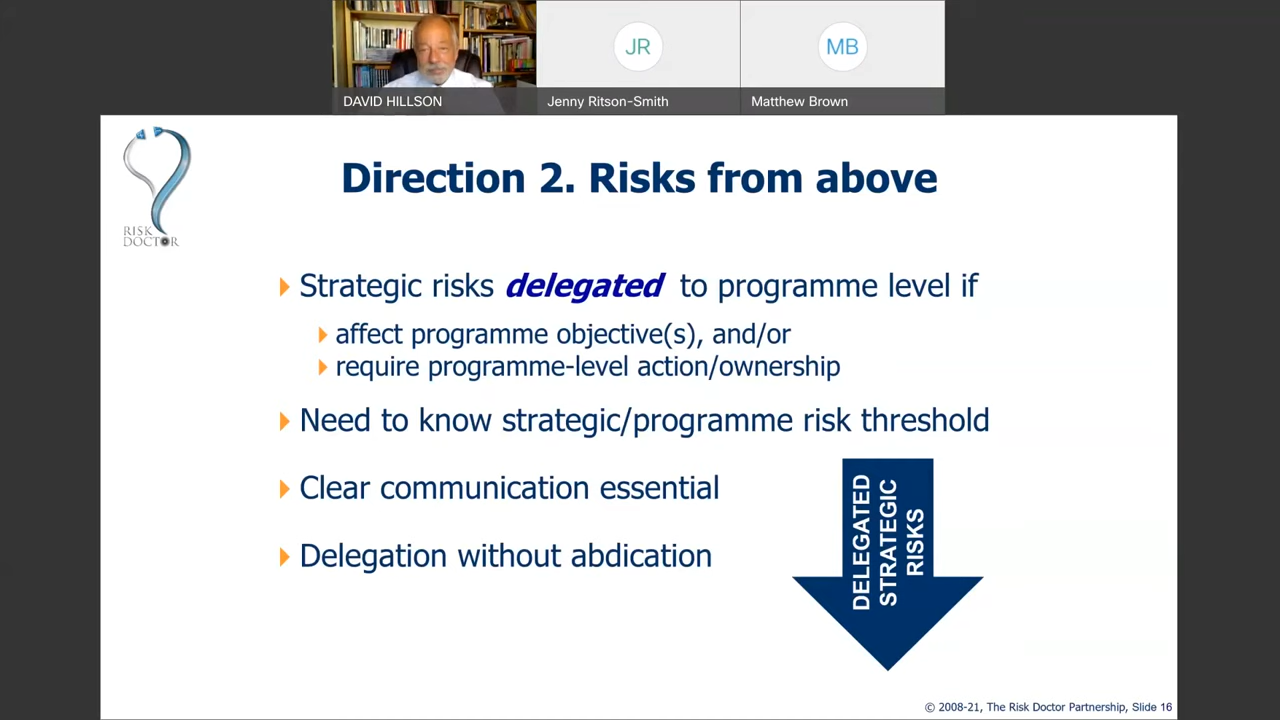 JR
MB
DAVID HILLSON
Jenny Ritson-Smith
Matthew Brown
RISK
DOCTOR
Direction 2. Risks from above
Strategic risks delegated to programme level if
affect programme objective(s), and/or
require programme-level action/ownership
Need to know strategic/programme risk threshold
Clear communication essential
Delegation without abdication
DELEGATED
STRATEGIC
RISKS
© 2008-21, The Risk Doctor Partnership, Slide 16